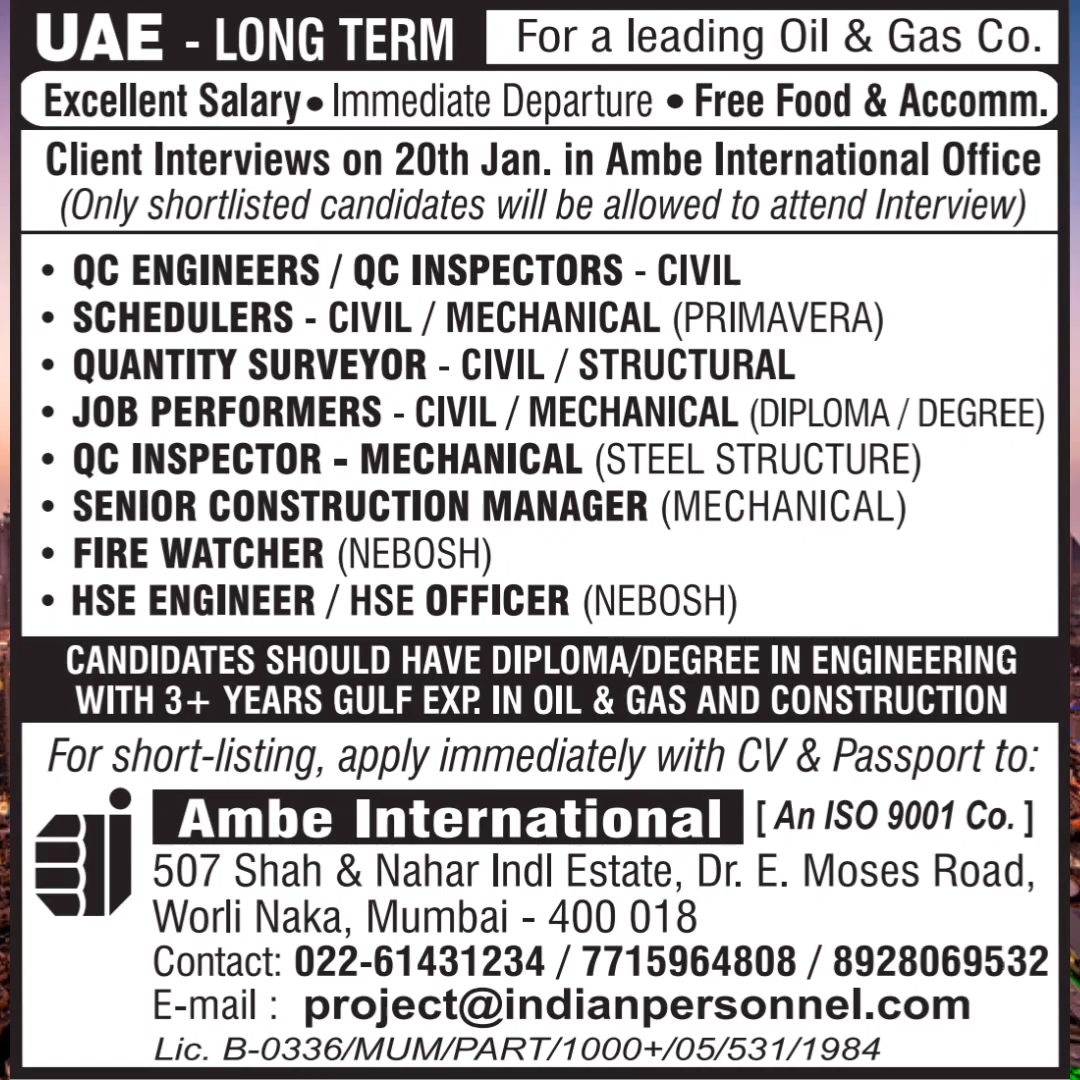 UAE - LONG TERM For a leading Oil & Gas Co.
Excellent Salary • Immediate Departure • Free Food & Accomm.
Client Interviews on 20th Jan. in Ambe International Office
(Only shortlisted candidates will be allowed to attend Interview)
• QC ENGINEERS / QC INSPECTORS - CIVIL
• SCHEDULERS - CIVIL / MECHANICAL (PRIMAVERA)
• QUANTITY SURVEYOR - CIVIL / STRUCTURAL
• JOB PERFORMERS - CIVIL / MECHANICAL (DIPLOMA / DEGREE)
• QC INSPECTOR - MECHANICAL (STEEL STRUCTURE)
• SENIOR CONSTRUCTION MANAGER (MECHANICAL)
• FIRE WATCHER (NEBOSH)
• HSE ENGINEER / HSE OFFICER (NEBOSH)
CANDIDATES SHOULD HAVE DIPLOMA/DEGREE IN ENGINEERING
WITH 3+ YEARS GULF EXP. IN OIL & GAS AND CONSTRUCTION
For short-listing, apply immediately with CV & Passport to:
Ambe International [ An ISO 9001 Co. ]
507 Shah & Nahar Indl Estate, Dr. E. Moses Road,
Worli Naka, Mumbai - 400 018
Contact: 022-61431234 / 7715964808 / 8928069532
E-mail : project@indianpersonnel.com
Lic. B-0336/MUM/PART/1000+/05/531/1984